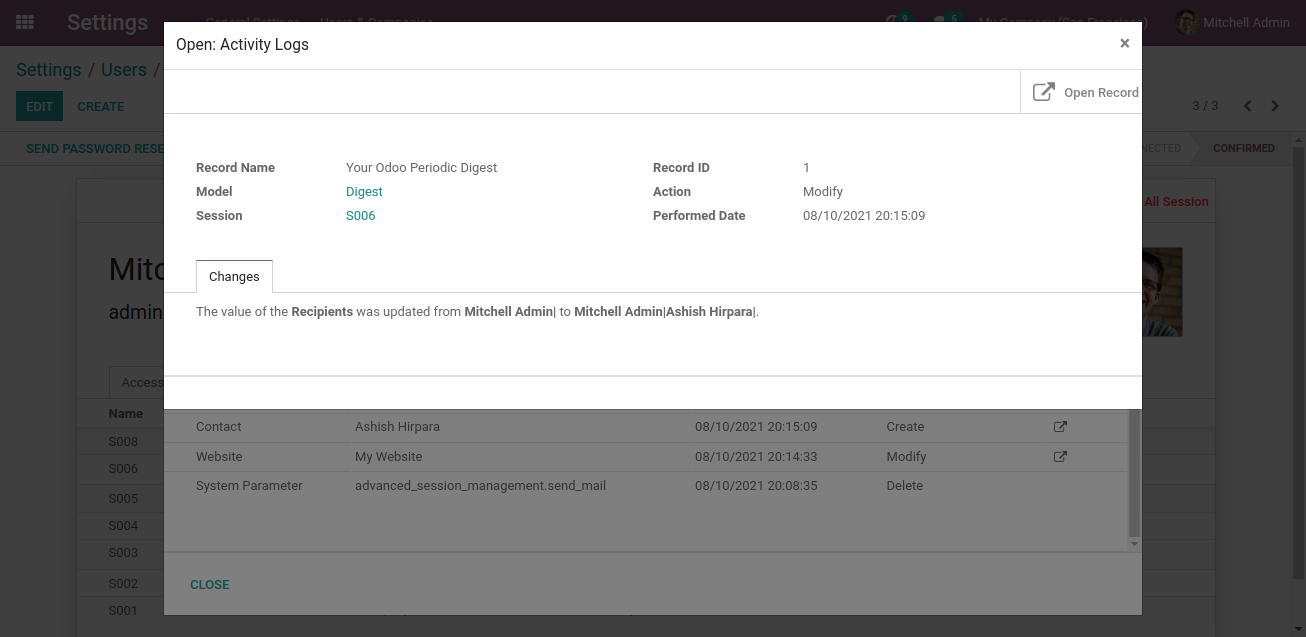 Settings General Settings Users & Companies 9 5 My Company (San Francisco) Mitchell Admin
Open: Activity Logs ×
Settings / Users /
Open Record
EDIT CREATE 3 / 3
SEND PASSWORD RESE NECTED CONFIRMED
Record Name Your Odoo Periodic Digest Record ID 1
Model Digest Action Modify
Session S006 Performed Date 08/10/2021 20:15:09
All Session
Mitc
Changes
admin
The value of the Recipients was updated from Mitchell Admin| to Mitchell Admin|Ashish Hirpara|.
Access
Name
Contact Ashish Hirpara 08/10/2021 20:15:09 Create
S008
Website My Website 08/10/2021 20:14:33 Modify
S006
System Parameter advanced_session_management.send_mail 08/10/2021 20:08:35 Delete
S005
S004
S003
S002
CLOSE
S001